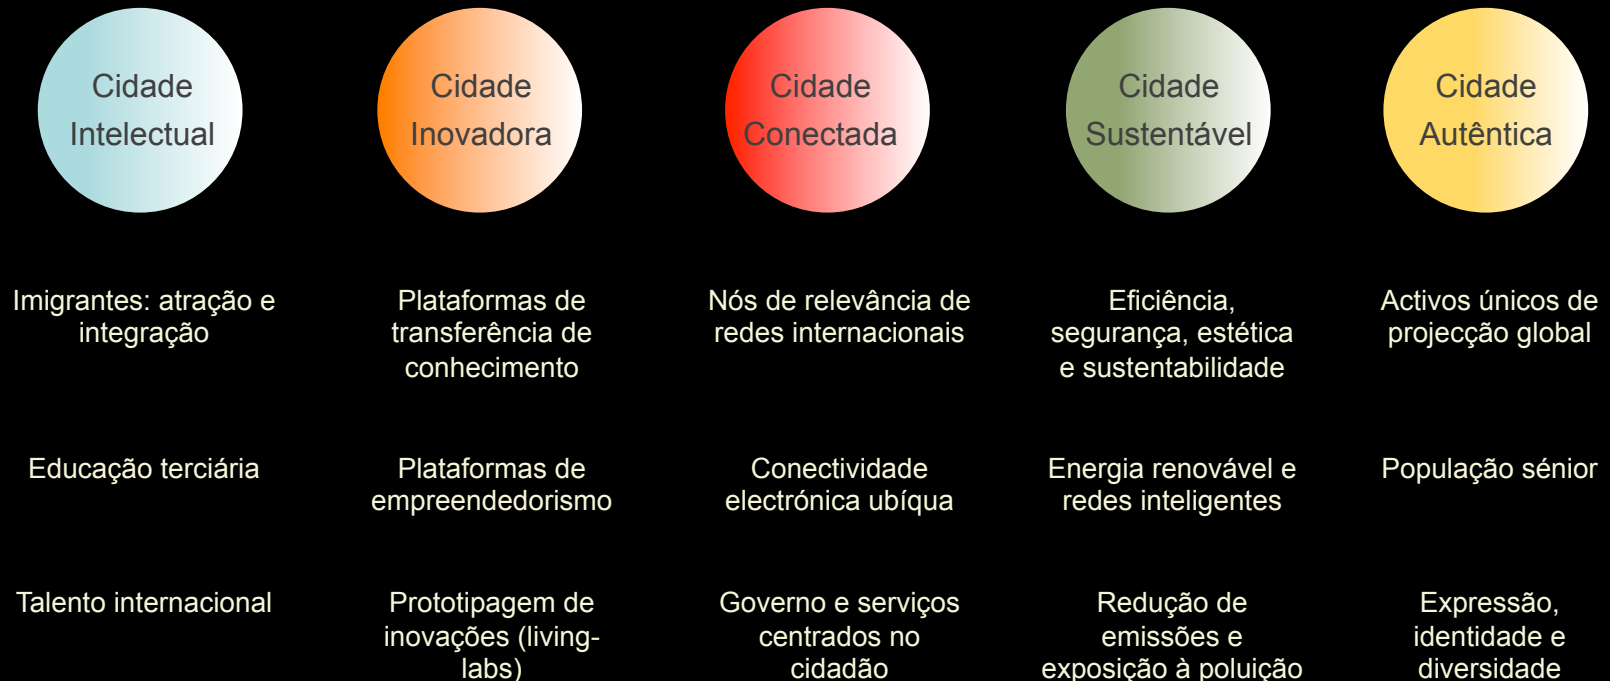 Cidade
Intelectual
Cidade
Inovadora
Cidade
Conectada
Cidade
Sustentável
Cidade
Autêntica
Imigrantes: atração e
integração
Plataformas de
transferência de
conhecimento
Nós de relevância de
redes internacionais
Eficiência,
segurança, estética
e sustentabilidade
Activos únicos de
projecção global
Educação terciária
Plataformas de
empreendedorismo
Conectividade
electrónica ubíqua
Energia renovável e
redes inteligentes
População sénior
Talento internacional
Prototipagem de
inovações (living-
labs)
Governo e serviços
centrados no
cidadão
Redução de
emissões e
exposição à poluição
Expressão,
identidade e
diversidade